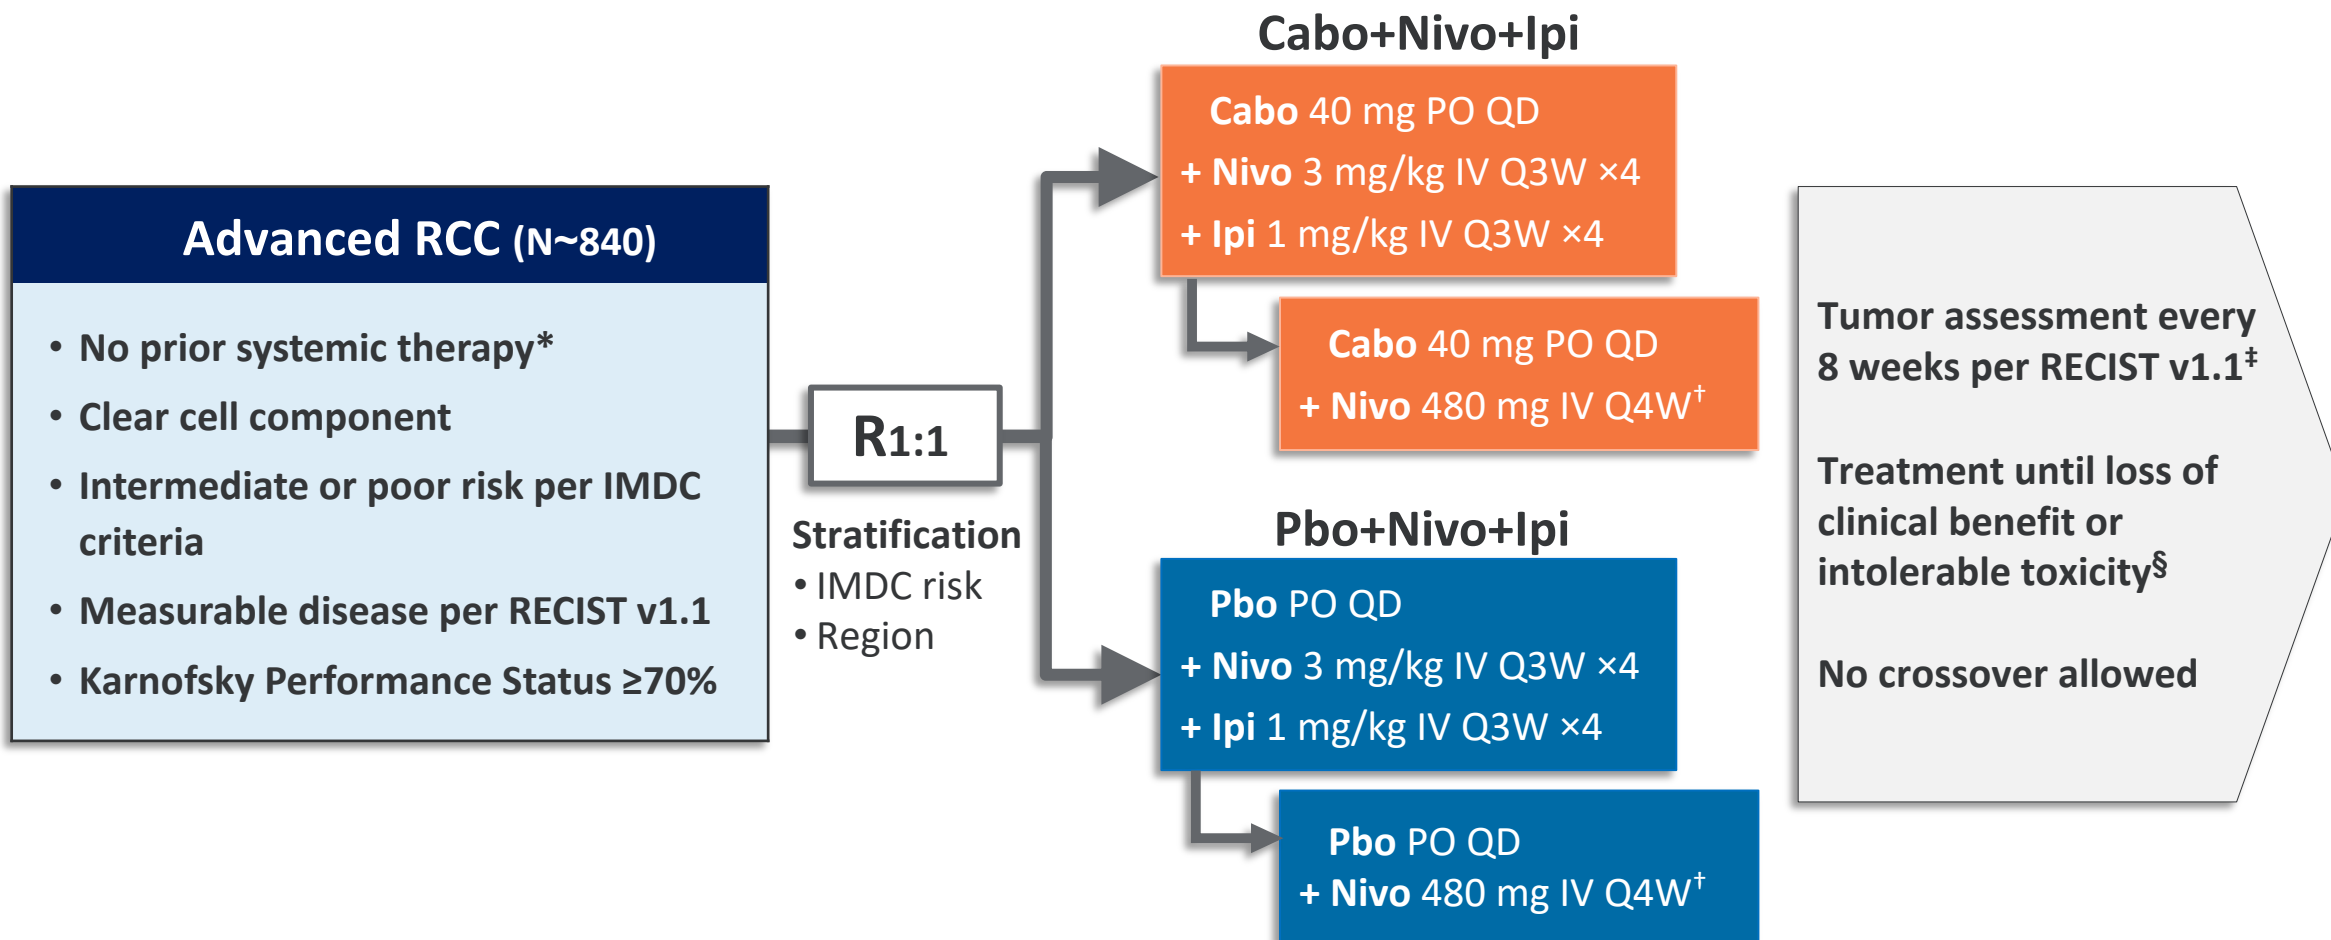 Advanced RCC (N~840)
• No prior systemic therapy*
• Clear cell component
• Intermediate or poor risk per IMDC
criteria
• Measurable disease per RECIST v1.1
• Karnofsky Performance Status ≥70%
R1:1
Stratification
• IMDC risk
• Region
Cabo+Nivo+Ipi
Cabo 40 mg PO QD
+ Nivo 3 mg/kg IV Q3W ×4
+ Ipi 1 mg/kg IV Q3W ×4
Cabo 40 mg PO QD
+ Nivo 480 mg IV Q4W†
Pbo+Nivo+Ipi
Pbo PO QD
+ Nivo 3 mg/kg IV Q3W ×4
+ Ipi 1 mg/kg IV Q3W ×4
Pbo PO QD
+ Nivo 480 mg IV Q4W†
Tumor assessment every
8 weeks per RECIST v1.1‡
Treatment until loss of
clinical benefit or
intolerable toxicity§
No crossover allowed